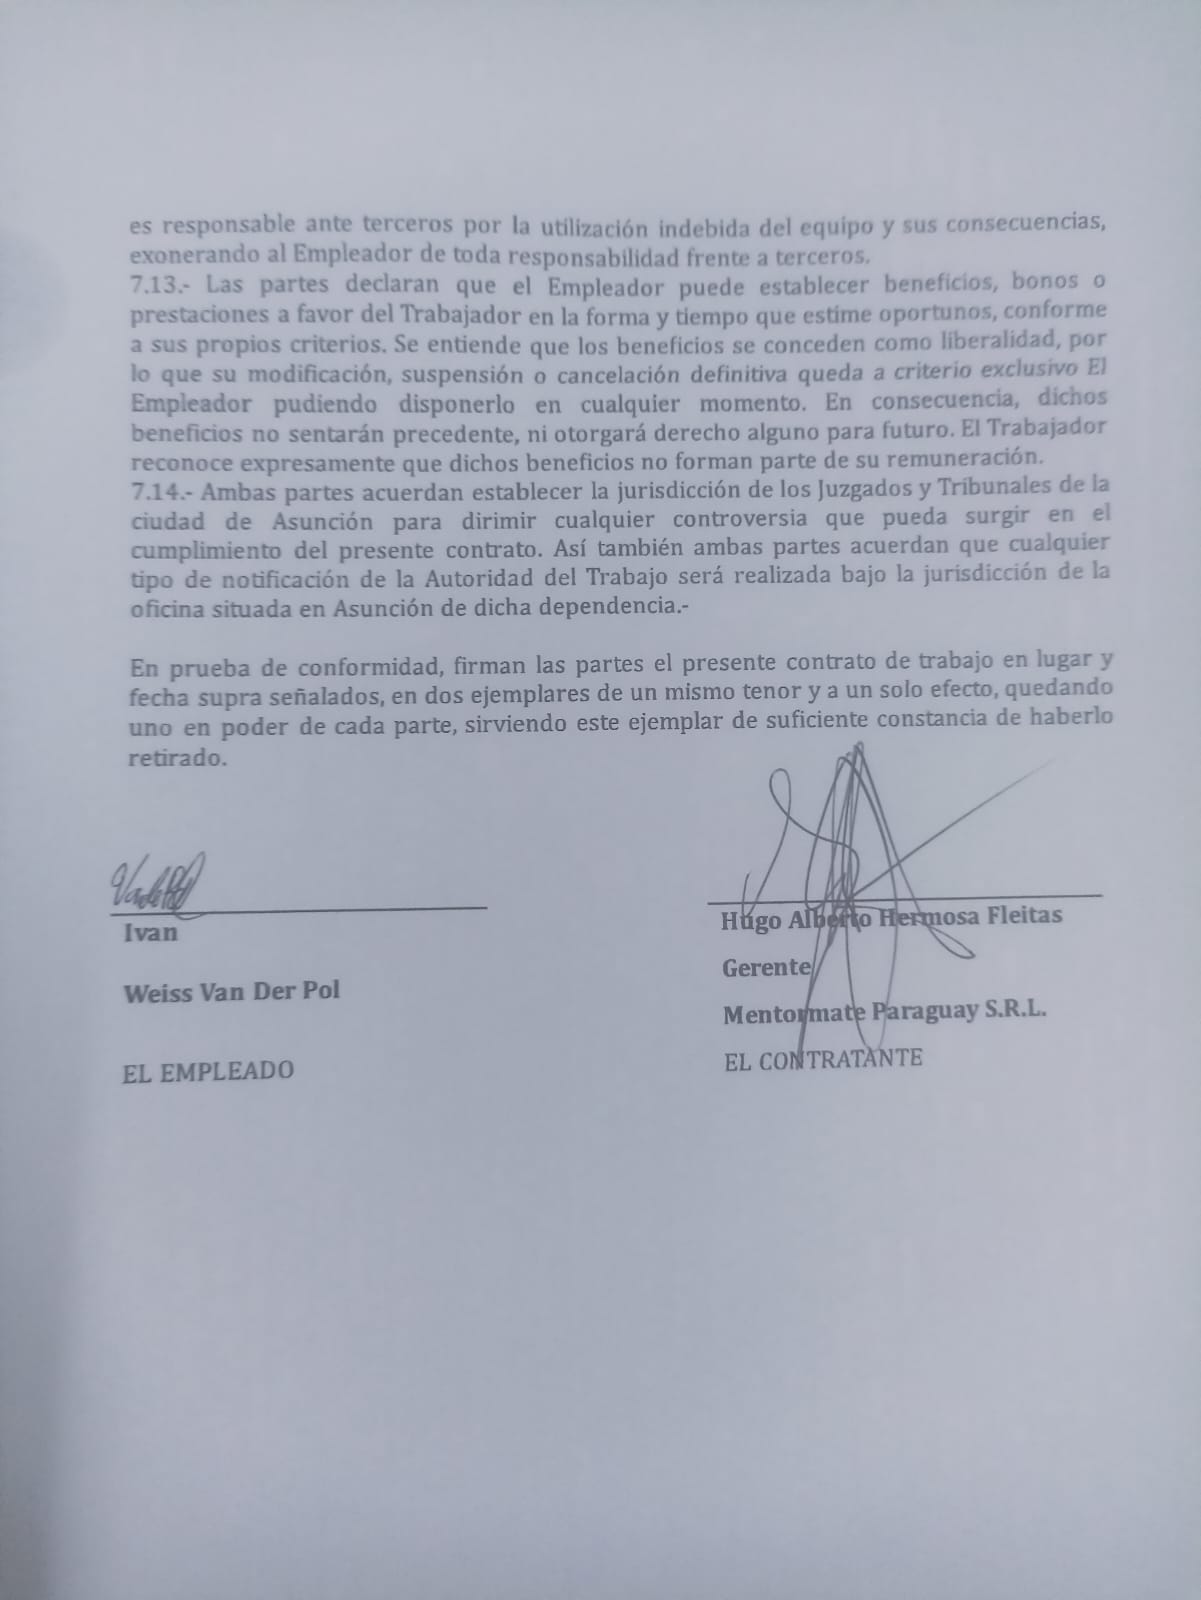 es responsable ante terceros por la utilización indebida del equipo y sus consecuencias,
exonerando al Empleador de toda responsabilidad frente a terceros.
7.13.- Las partes declaran que el Empleador puede establecer beneficios, bonos o
prestaciones a favor del Trabajador en la forma y tiempo que estime oportunos, conforme
a sus propios criterios. Se entiende que los beneficios se conceden como liberalidad, por
lo que su modificación, suspensión o cancelación definitiva queda a criterio exclusivo El
Empleador pudiendo disponerlo en cualquier momento. En consecuencia, dichos
beneficios no sentarán precedente, ni otorgará derecho alguno para futuro. El Trabajador
reconoce expresamente que dichos beneficios no forman parte de su remuneración.
7.14.- Ambas partes acuerdan establecer la jurisdicción de los Juzgados y Tribunales de la
ciudad de Asunción para dirimir cualquier controversia que pueda surgir en el
cumplimiento del presente contrato. Así también ambas partes acuerdan que cualquier
tipo de notificación de la Autoridad del Trabajo será realizada bajo la jurisdicción de la
oficina situada en Asunción de dicha dependencia.-
En prueba de conformidad, firman las partes el presente contrato de trabajo en lugar y
fecha supra señalados, en dos ejemplares de un mismo tenor y a un solo efecto, quedando
uno en poder de cada parte, sirviendo este ejemplar de suficiente constancia de haberlo
retirado.
Ivan
Weiss Van Der Pol
EL EMPLEADO
Hugo Alberto Hermosa Fleitas
Gerente
Mentormate Paraguay S.R.L.
EL CONTRATANTE